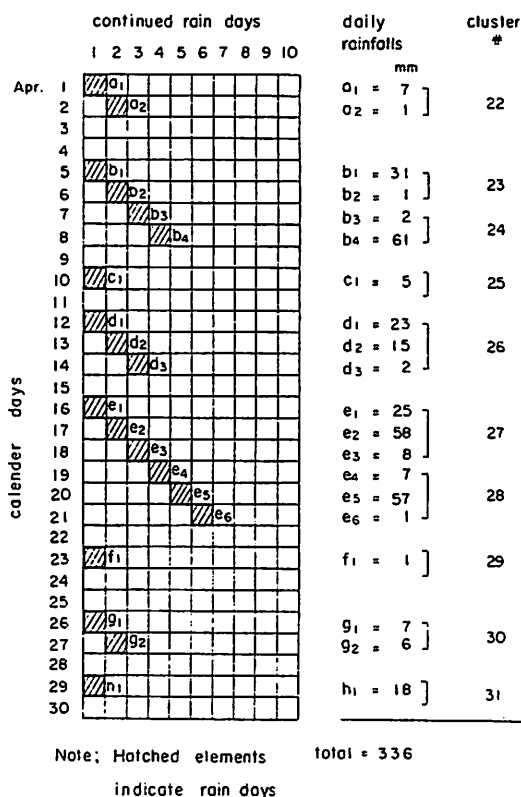 continued rain days daily cluster
rainfalls #
1 2 3 4 5 6 7 8 9 10
mm
Apr. 1 a1 a1 = 7
2 a2 a2 = 1 22
3
4
5 b1 b1 = 31
6 b2 b2 = 1 23
7 b3 b3 = 2
8 b4 b4 = 61 24
9
10 c1 c1 = 5 25
11
12 d1 d1 = 23
13 d2 d2 = 15 26
14 d3 d3 = 2
15
16 e1 e1 = 25
17 e2 e2 = 58 27
18 e3 e3 = 8
19 e4 e4 = 7
20 e5 e5 = 57 28
21 e6 e6 = 1
22
23 f1 f1 = 1 29
24
25
26 g1 g1 = 7
27 g2 g2 = 6 30
28
29 n1 h1 = 18 31
30
calender days
Note; Hatched elements total = 336
indicate rain days